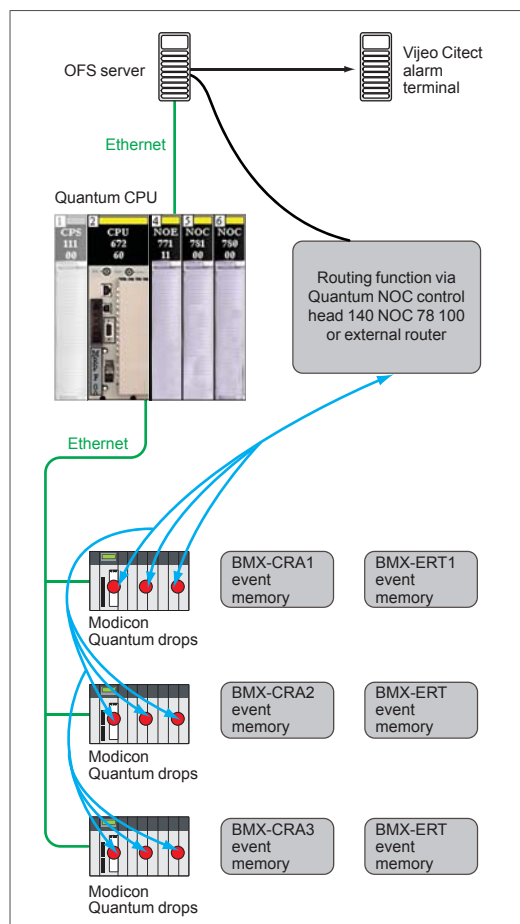 OFS server
Vijeo Citect
alarm
terminal
Ethernet
Quantum CPU
1
CPS
111
00
2
CPU
672
60
4
NOE
771
11
5
NOC
781
00
6
NOC
780
00
Routing function via
Quantum NOC control
head 140 NOC 78 100
or external router
Ethernet
BMX-CRA1
event
memory
BMX-ERT1
event
memory
Modicon
Quantum drops
BMX-CRA2
event
memory
BMX-ERT
event
memory
Modicon
Quantum drops
BMX-CRA3
event
memory
BMX-ERT
event
memory
Modicon
Quantum drops